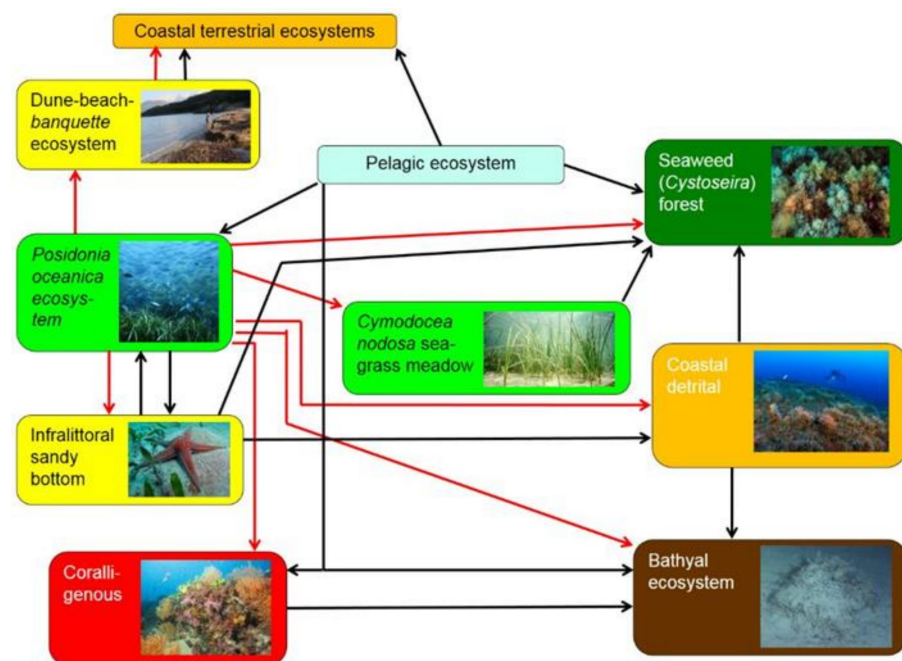 Coastal terrestrial ecosystems
Dune-beach-
banquette
ecosystem
Pelagic ecosystem
Seaweed
(Cystoseira)
forest
Posidonia
oceanica
ecosys-
tem
Cymodocea
nodosa sea-
grass meadow
Coastal
detrital
Infralittoral
sandy
bottom
Coralli-
genous
Bathyal
ecosystem